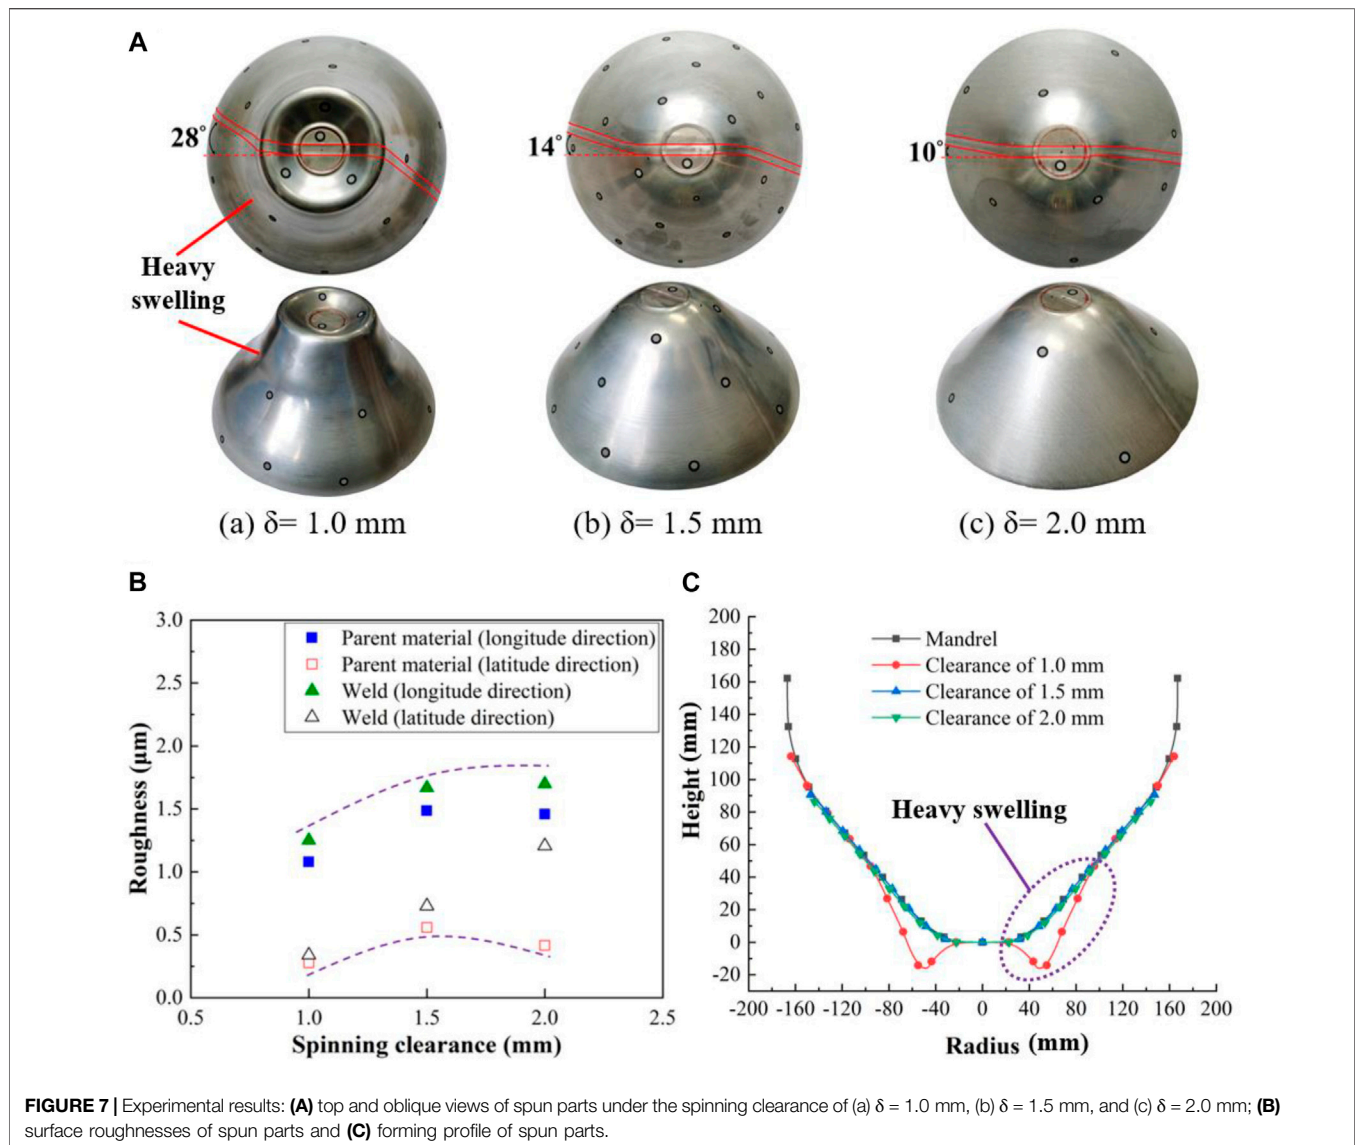 A
28°
14°
10°
Heavy
swelling
(a) δ= 1.0 mm
(b) δ= 1.5 mm
(c) δ= 2.0 mm
B
3.0
2.5
2.0
1.5
1.0
0.5
0.0
Roughness (μm)
Parent material (longitude direction)
Parent material (latitude direction)
Weld (longitude direction)
Weld (latitude direction)
0.5
1.0
1.5
2.0
2.5
Spinning clearance (mm)
C
200
180
160
140
120
100
80
60
40
20
0
-20
Height (mm)
Mandrel
Clearance of 1.0 mm
Clearance of 1.5 mm
Clearance of 2.0 mm
Heavy swelling
-200 -160 -120 -80 -40 0 40 80 120 160 200
Radius (mm)
FIGURE 7 | Experimental results: (A) top and oblique views of spun parts under the spinning clearance of (a) δ = 1.0 mm, (b) δ = 1.5 mm, and (c) δ = 2.0 mm; (B)
surface roughnesses of spun parts and (C) forming profile of spun parts.